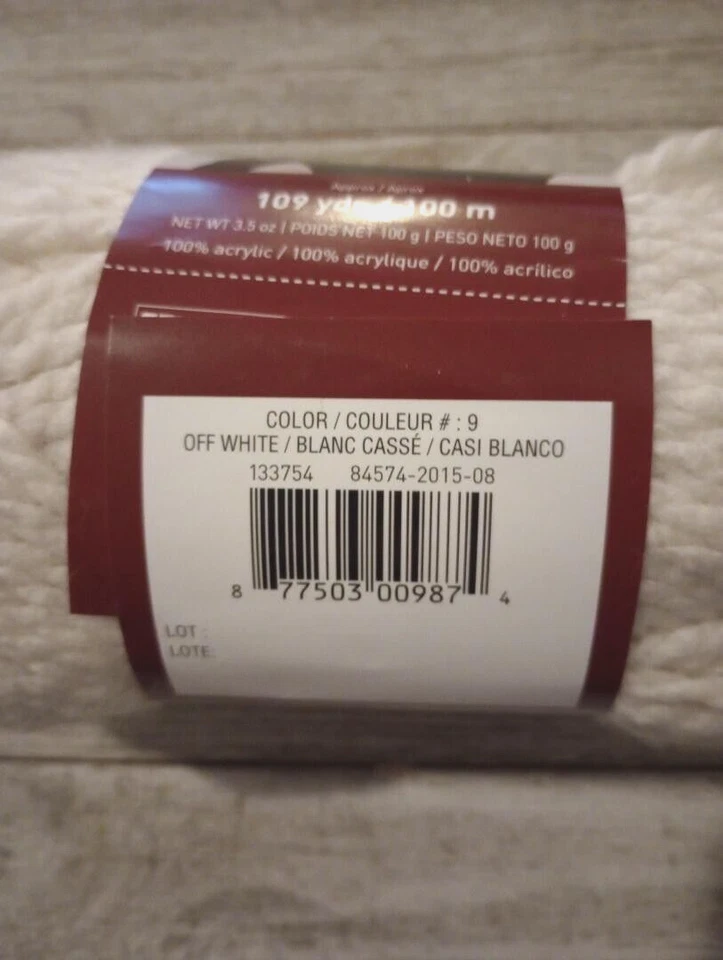 Approx / Aprox
109 yds / 100 m
NET WT 3.5 oz | POIDS NET 100 g | PESO NETO 100 g
100% acrylic / 100% acrylique / 100% acrílico
COLOR / COULEUR # : 9
OFF WHITE / BLANC CASSÉ / CASI BLANCO
133754 84574-2015-08
8 77503 00987 4
LOT :
LOTE: